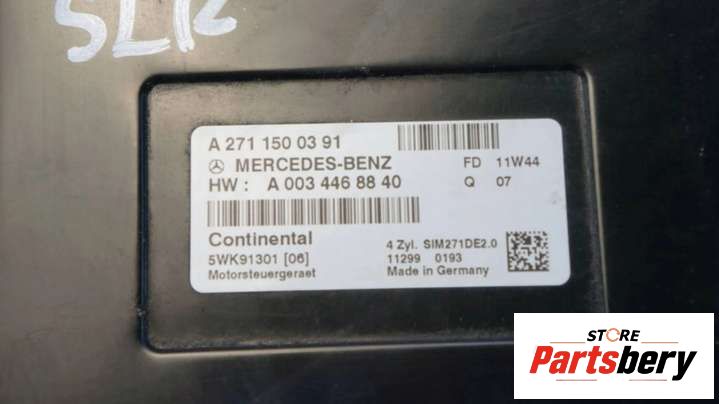 SLK
A 271 150 03 91
MERCEDES-BENZ FD 11W44
HW : A 003 446 88 40 Q 07
Continental 4 Zyl. SIM271DE2.0
5WK91301 [06] 11299 0193
Motorsteuergeraet Made in Germany
STORE
Partsbery